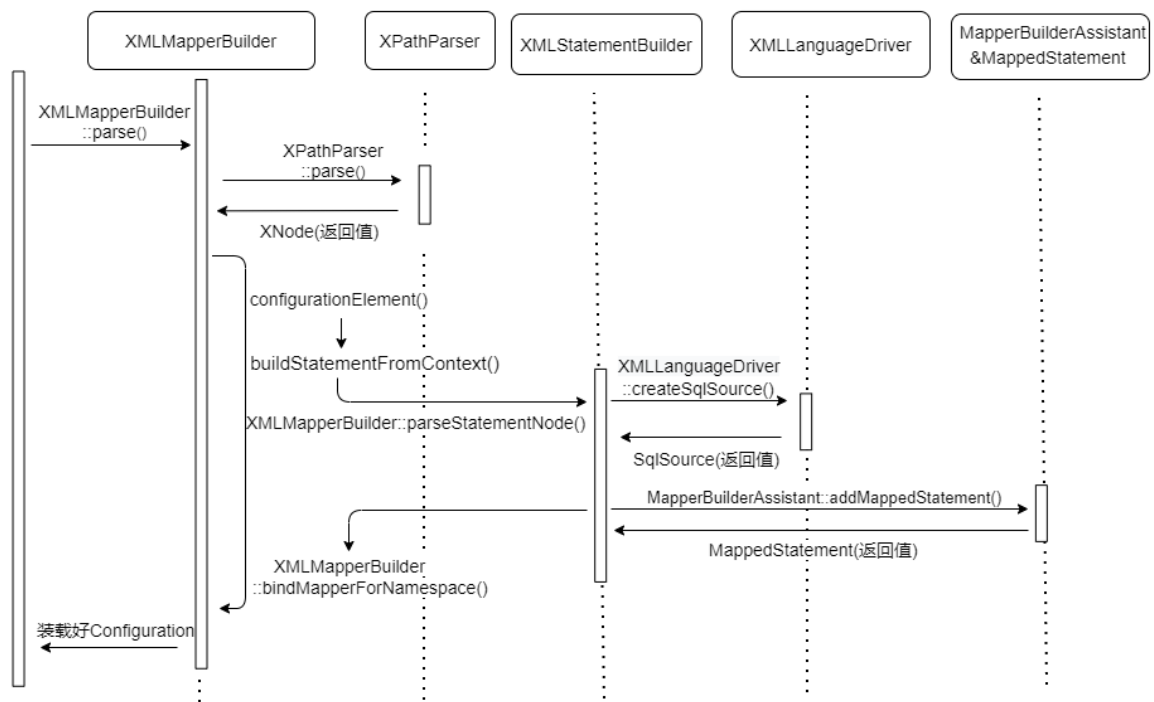 XMLMapperBuilder
XPathParser
XMLStatementBuilder
XMLLanguageDriver
MapperBuilderAssistant
&MappedStatement
XMLMapperBuilder
::parse()
XPathParser
::parse()
XNode(返回值)
configurationElement()
buildStatementFromContext()
XMLLanguageDriver
::createSqlSource()
XMLMapperBuilder::parseStatementNode()
SqlSource(返回值)
MapperBuilderAssistant::addMappedStatement()
MappedStatement(返回值)
XMLMapperBuilder
::bindMapperForNamespace()
装载好Configuration